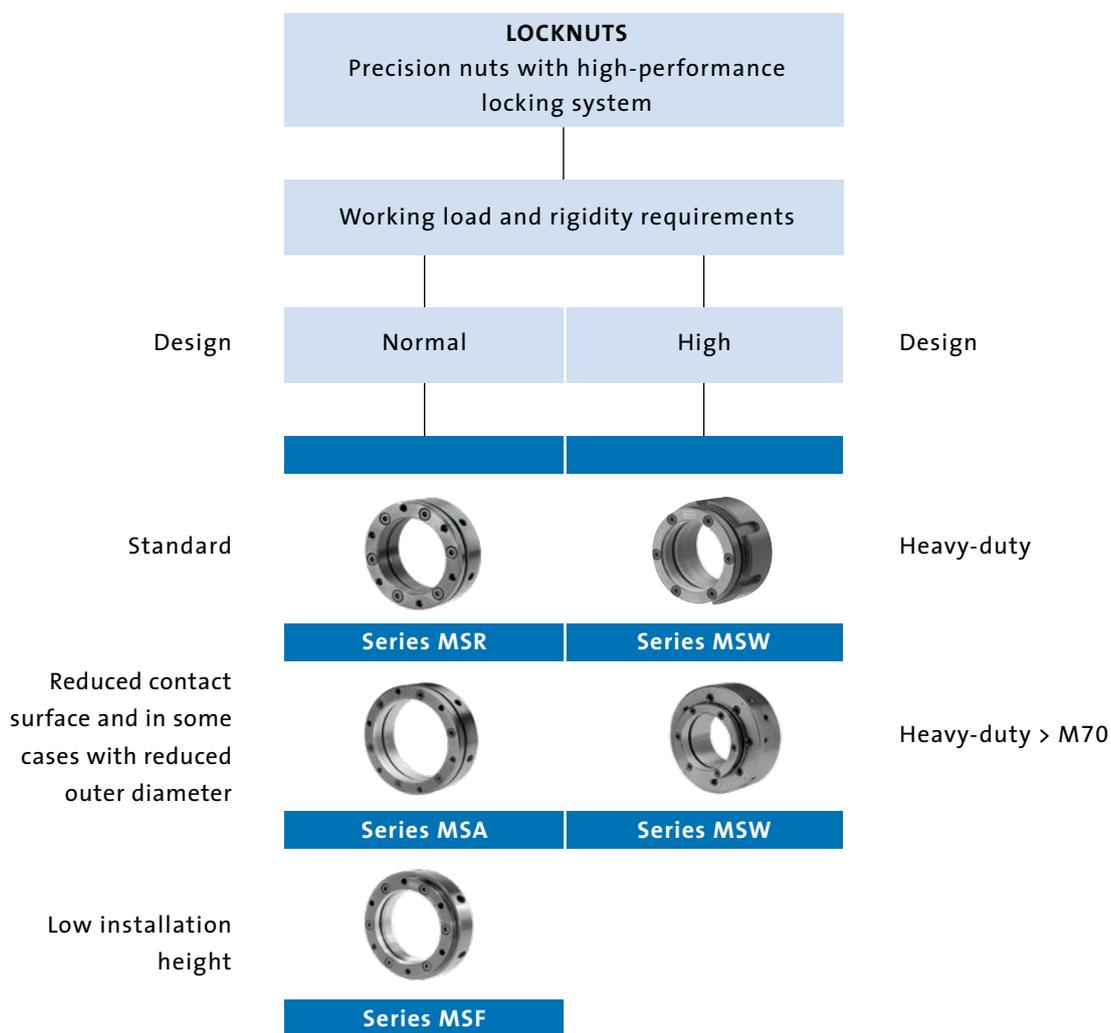 LOCKNUTS
Precision nuts with high-performance
locking system
Working load and rigidity requirements
Design
Normal
High
Design
Standard
Heavy-duty
Series MSR
Series MSW
Reduced contact
surface and in some
cases with reduced
outer diameter
Heavy-duty > M70
Series MSA
Series MSW
Low installation
height
Series MSF